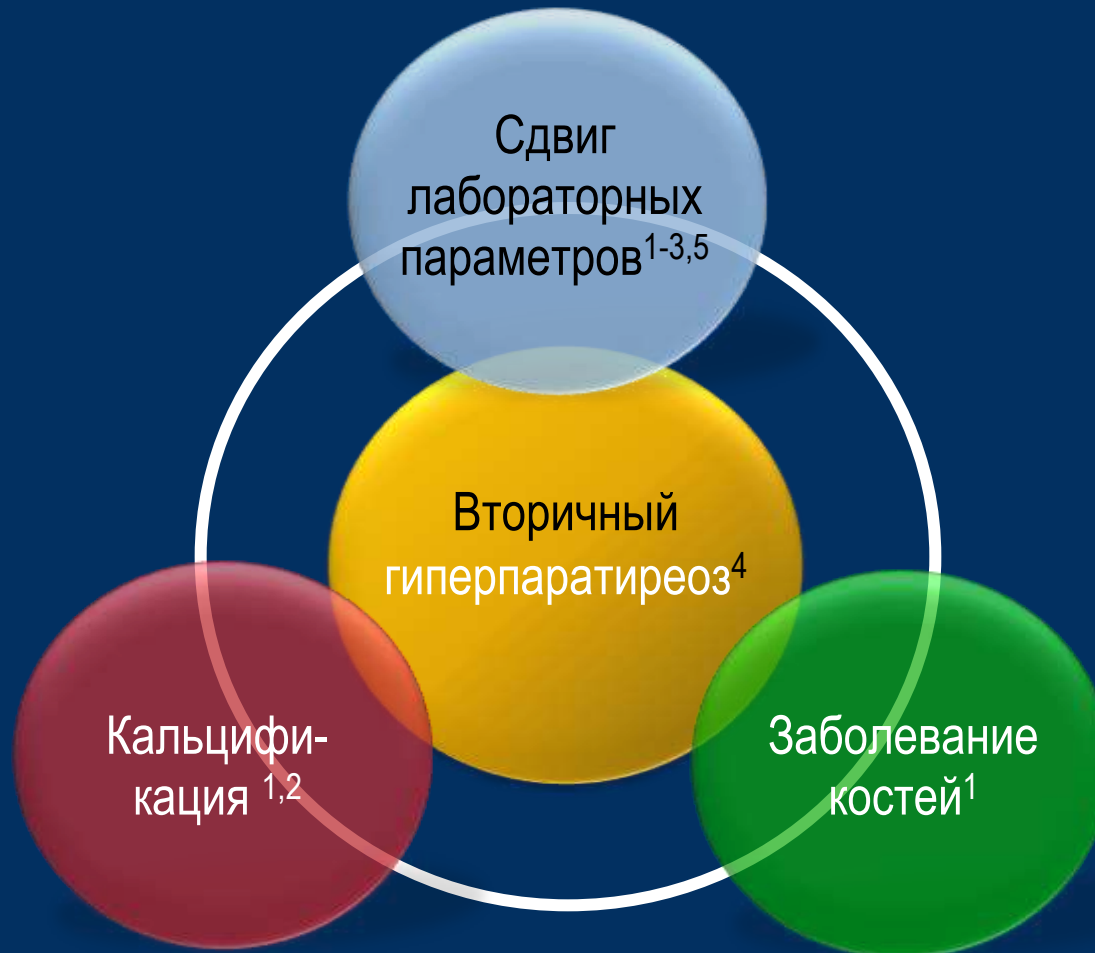 Сдвиг
лабораторных
параметров1-3,5
Вторичный
гиперпаратиреоз4
Кальцифи-
кация 1,2
Заболевание
костей1